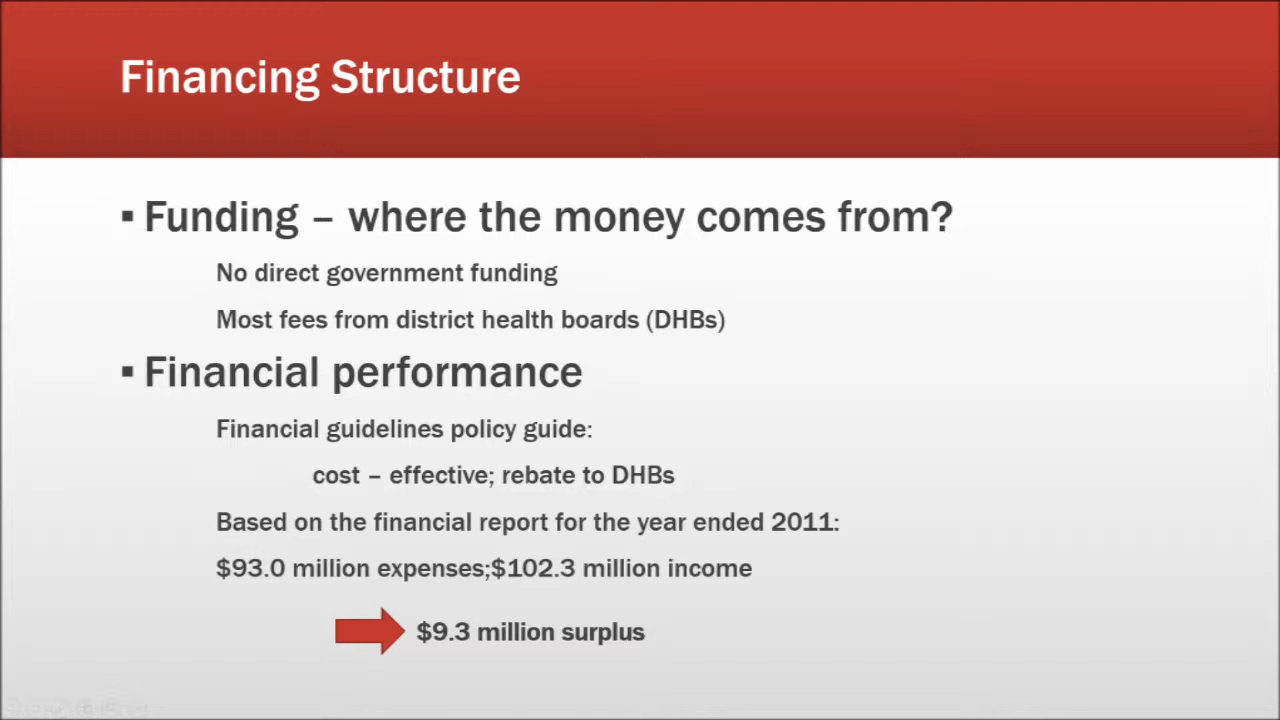 Financing Structure
▪ Funding – where the money comes from?
No direct government funding
Most fees from district health boards (DHBs)
▪ Financial performance
Financial guidelines policy guide:
cost – effective; rebate to DHBs
Based on the financial report for the year ended 2011:
$93.0 million expenses;$102.3 million income
$9.3 million surplus